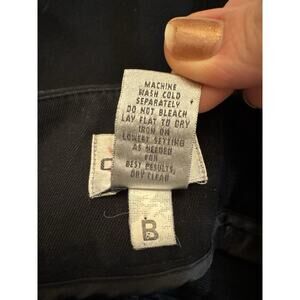 MACHINE
WASH COLD
SEPARATELY
DO NOT BLEACH
LAY FLAT TO DRY
IRON ON
LOWEST SETTING
AS NEEDED
FOR
BEST RESULTS,
DRY CLEAN
B